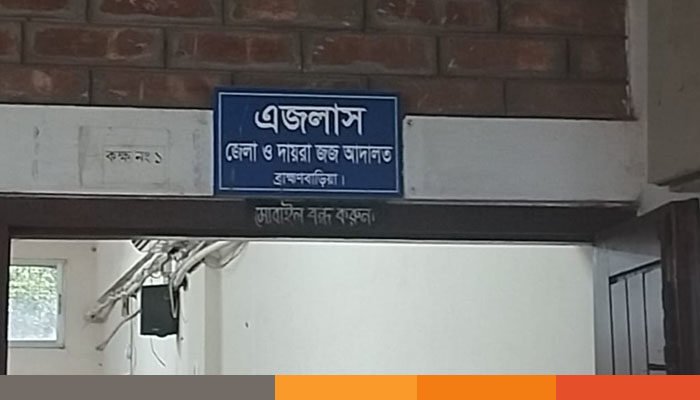 এজলাস
জেলা ও দায়রা জজ আদালত
ব্রাহ্মণবাড়িয়া।
কক্ষ নং ১
মোবাইল বন্ধ করুন